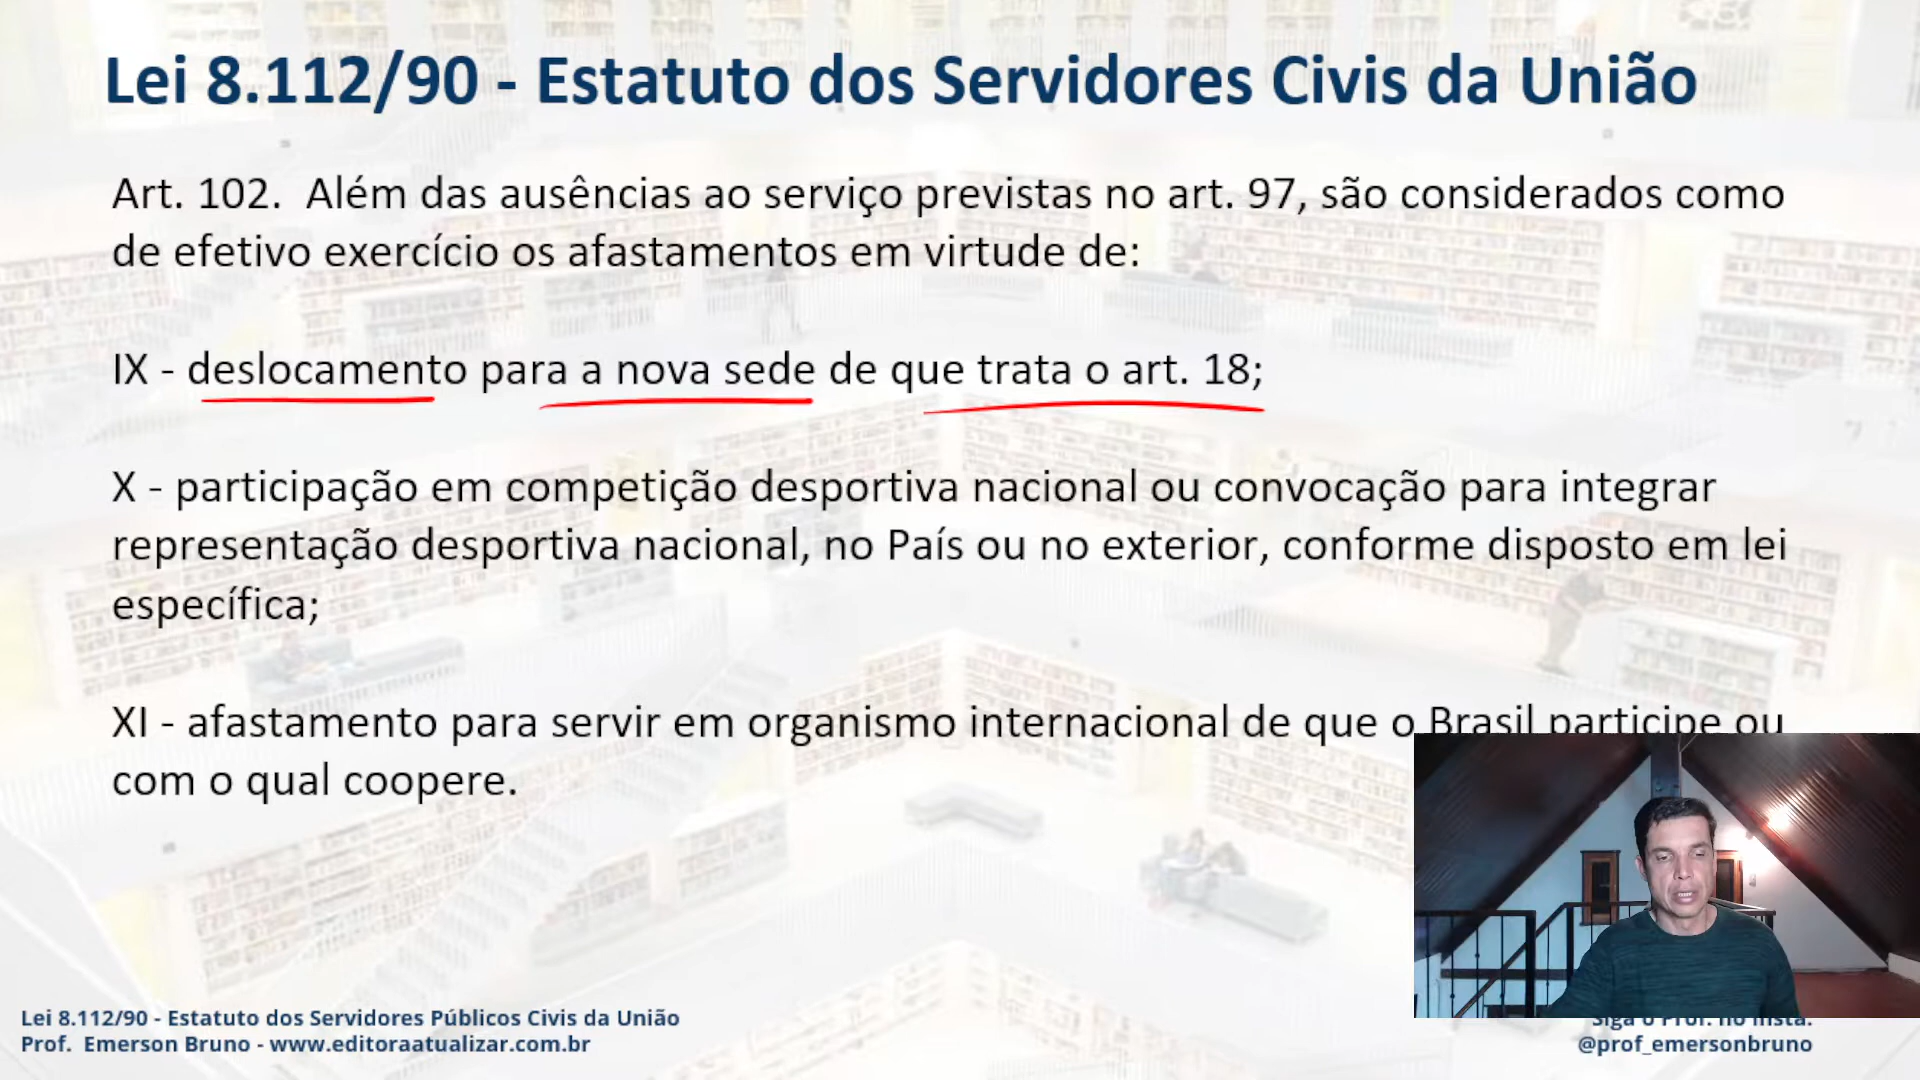 Lei 8.112/90 - Estatuto dos Servidores Civis da União
Art. 102.  Além das ausências ao serviço previstas no art. 97, são considerados como
de efetivo exercício os afastamentos em virtude de:
IX - deslocamento para a nova sede de que trata o art. 18;
X - participação em competição desportiva nacional ou convocação para integrar
representação desportiva nacional, no País ou no exterior, conforme disposto em lei
específica;
XI - afastamento para servir em organismo internacional de que o Brasil participe ou
com o qual coopere.
Lei 8.112/90 - Estatuto dos Servidores Públicos Civis da União
Prof.  Emerson Bruno - www.editoraatualizar.com.br
Siga o Prof. no Insta:
@prof_emersonbruno